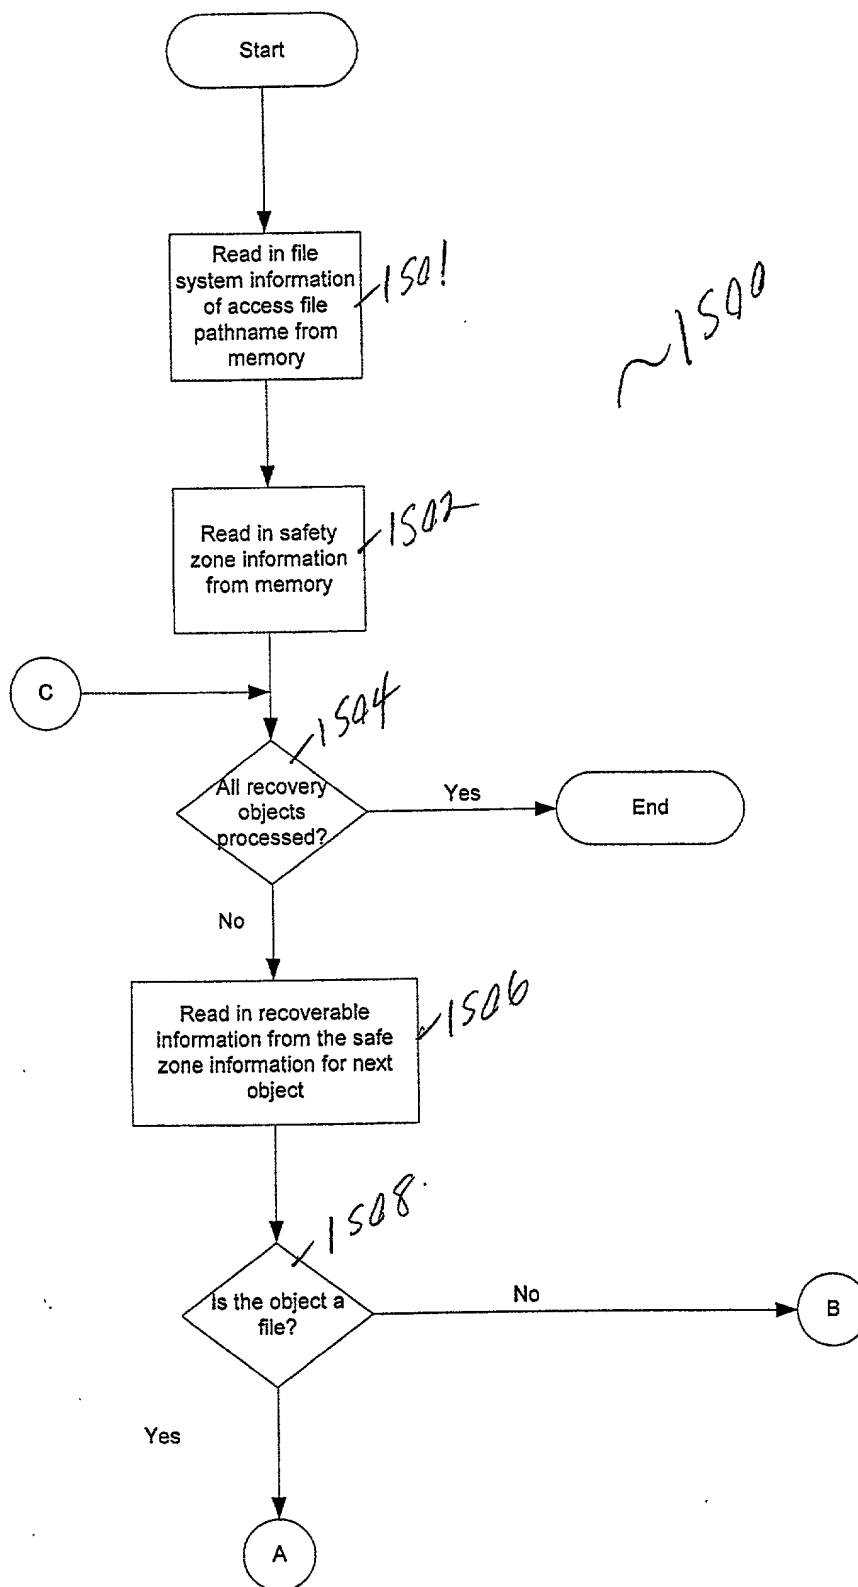 Start
Read in file
system information
of access file
pathname from
memory
1501
~1500
Read in safety
zone information
from memory
1502
C
1504
All recovery
objects
processed?
Yes
End
No
Read in recoverable
information from the safe
zone information for next
object
1506
1508
Is the object a
file?
No
B
Yes
A